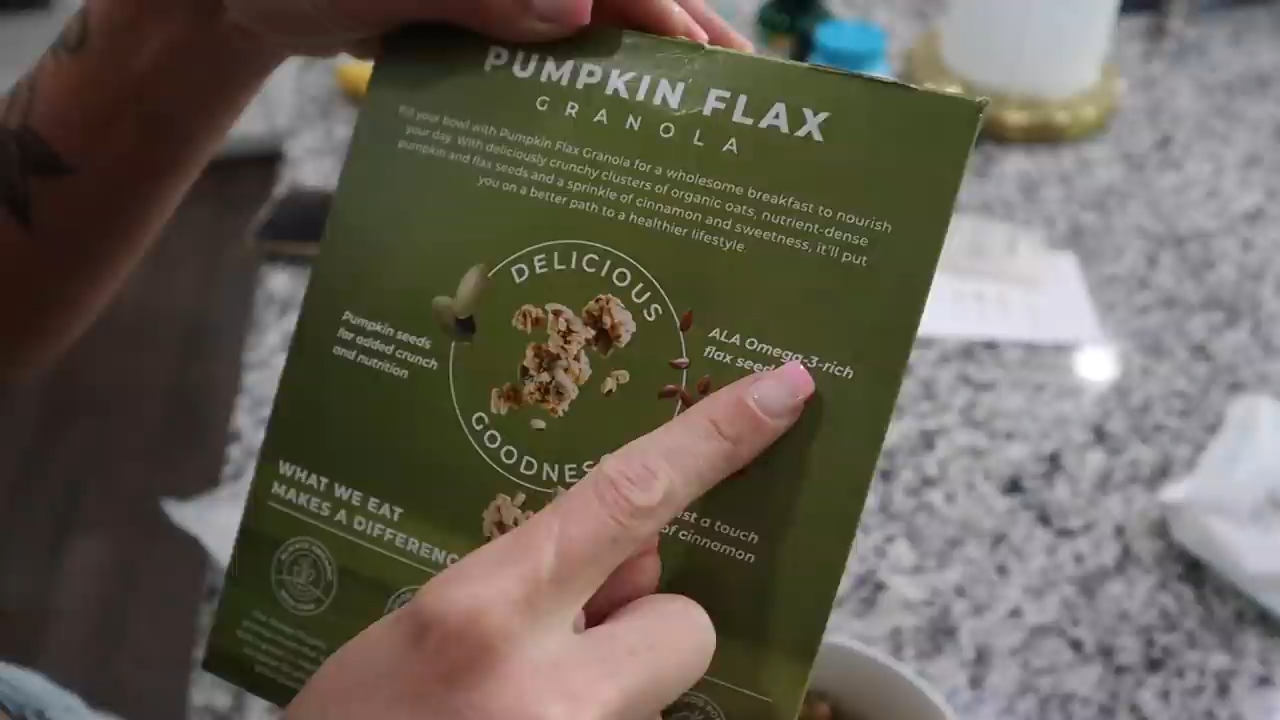 PUMPKIN FLAX
GRANOLA
Fill your bowl with Pumpkin Flax Granola for a wholesome breakfast to nourish
your day. With deliciously crunchy clusters of organic oats, nutrient-dense
pumpkin and flax seeds and a sprinkle of cinnamon and sweetness, it'll put
you on a better path to a healthier lifestyle.
DELICIOUS
GOODNES
Pumpkin seeds
for added crunch
and nutrition
ALA Omega-3-rich
flax seed
a touch
of cinnamon
WHAT WE EAT
MAKES A DIFFERENC